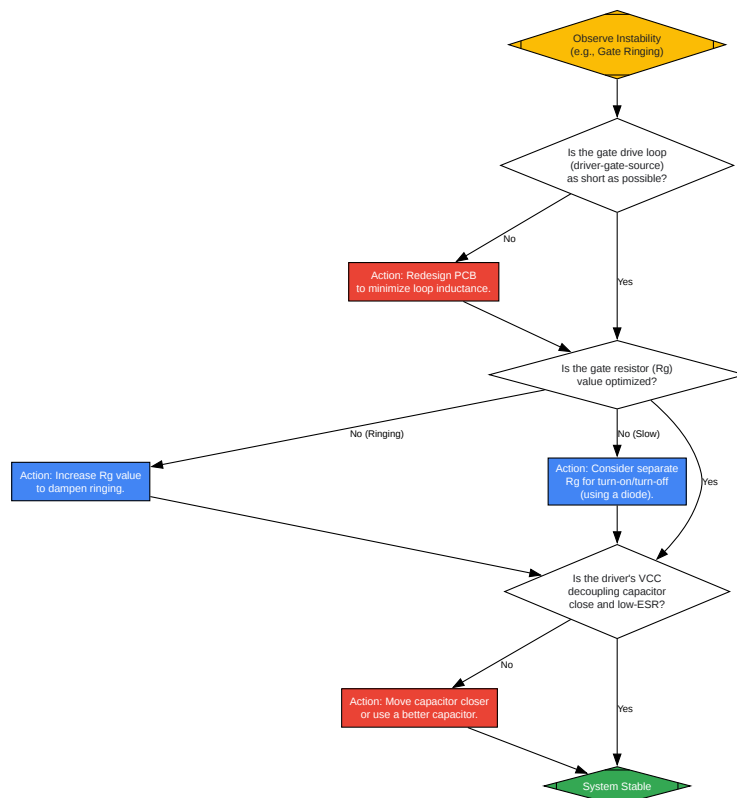 Observe Instability
(e.g., Gate Ringing)
Is the gate drive loop
(driver-gate-source)
as short as possible?
No
Action: Redesign PCB
to minimize loop inductance.
Yes
Is the gate resistor (Rg)
value optimized?
No (Ringing)
No (Slow)
Action: Increase Rg value
to dampen ringing.
Action: Consider separate
Rg for turn-on/turn-off
(using a diode).
Yes
Is the driver's VCC
decoupling capacitor
close and low-ESR?
No
Action: Move capacitor closer
or use a better capacitor.
Yes
System Stable